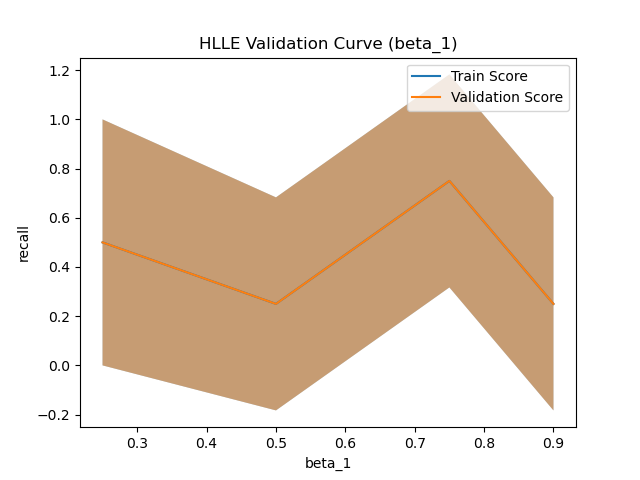 HLLE Validation Curve (beta_1)
Train Score
Validation Score
recall
1.2
1.0
0.8
0.6
0.4
0.2
0.0
−0.2
0.3 0.4 0.5 0.6 0.7 0.8 0.9
beta_1